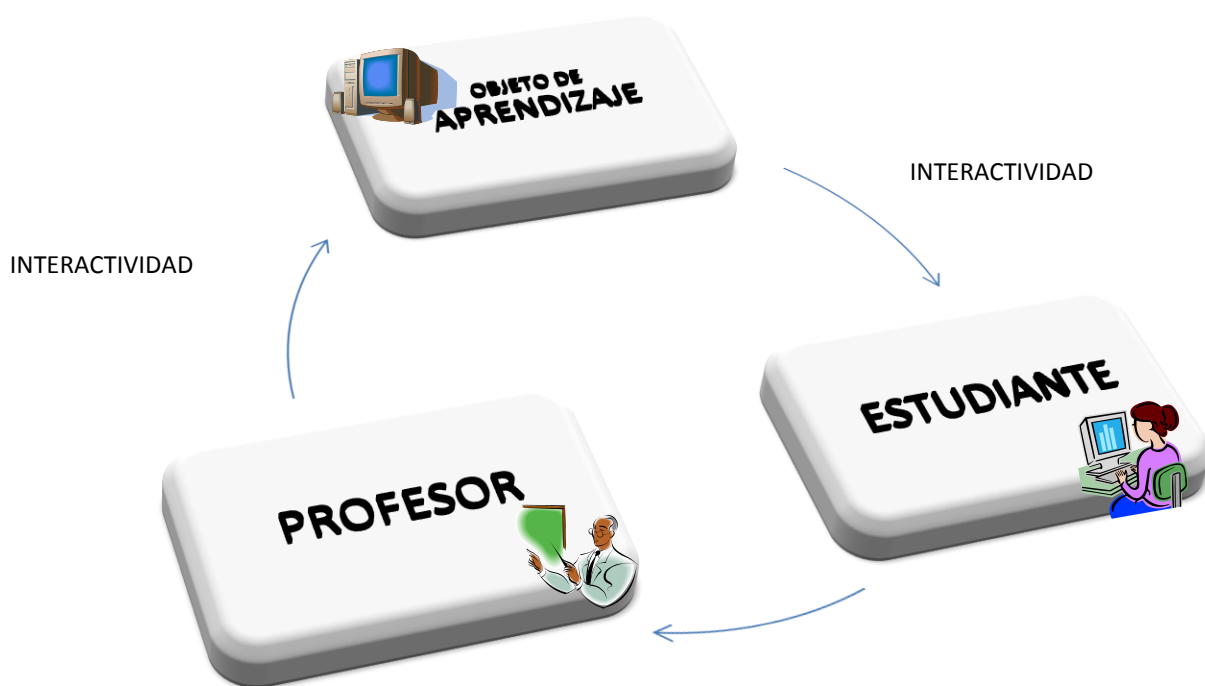 OBJETO DE
APRENDIZAJE
INTERACTIVIDAD
INTERACTIVIDAD
ESTUDIANTE
PROFESOR